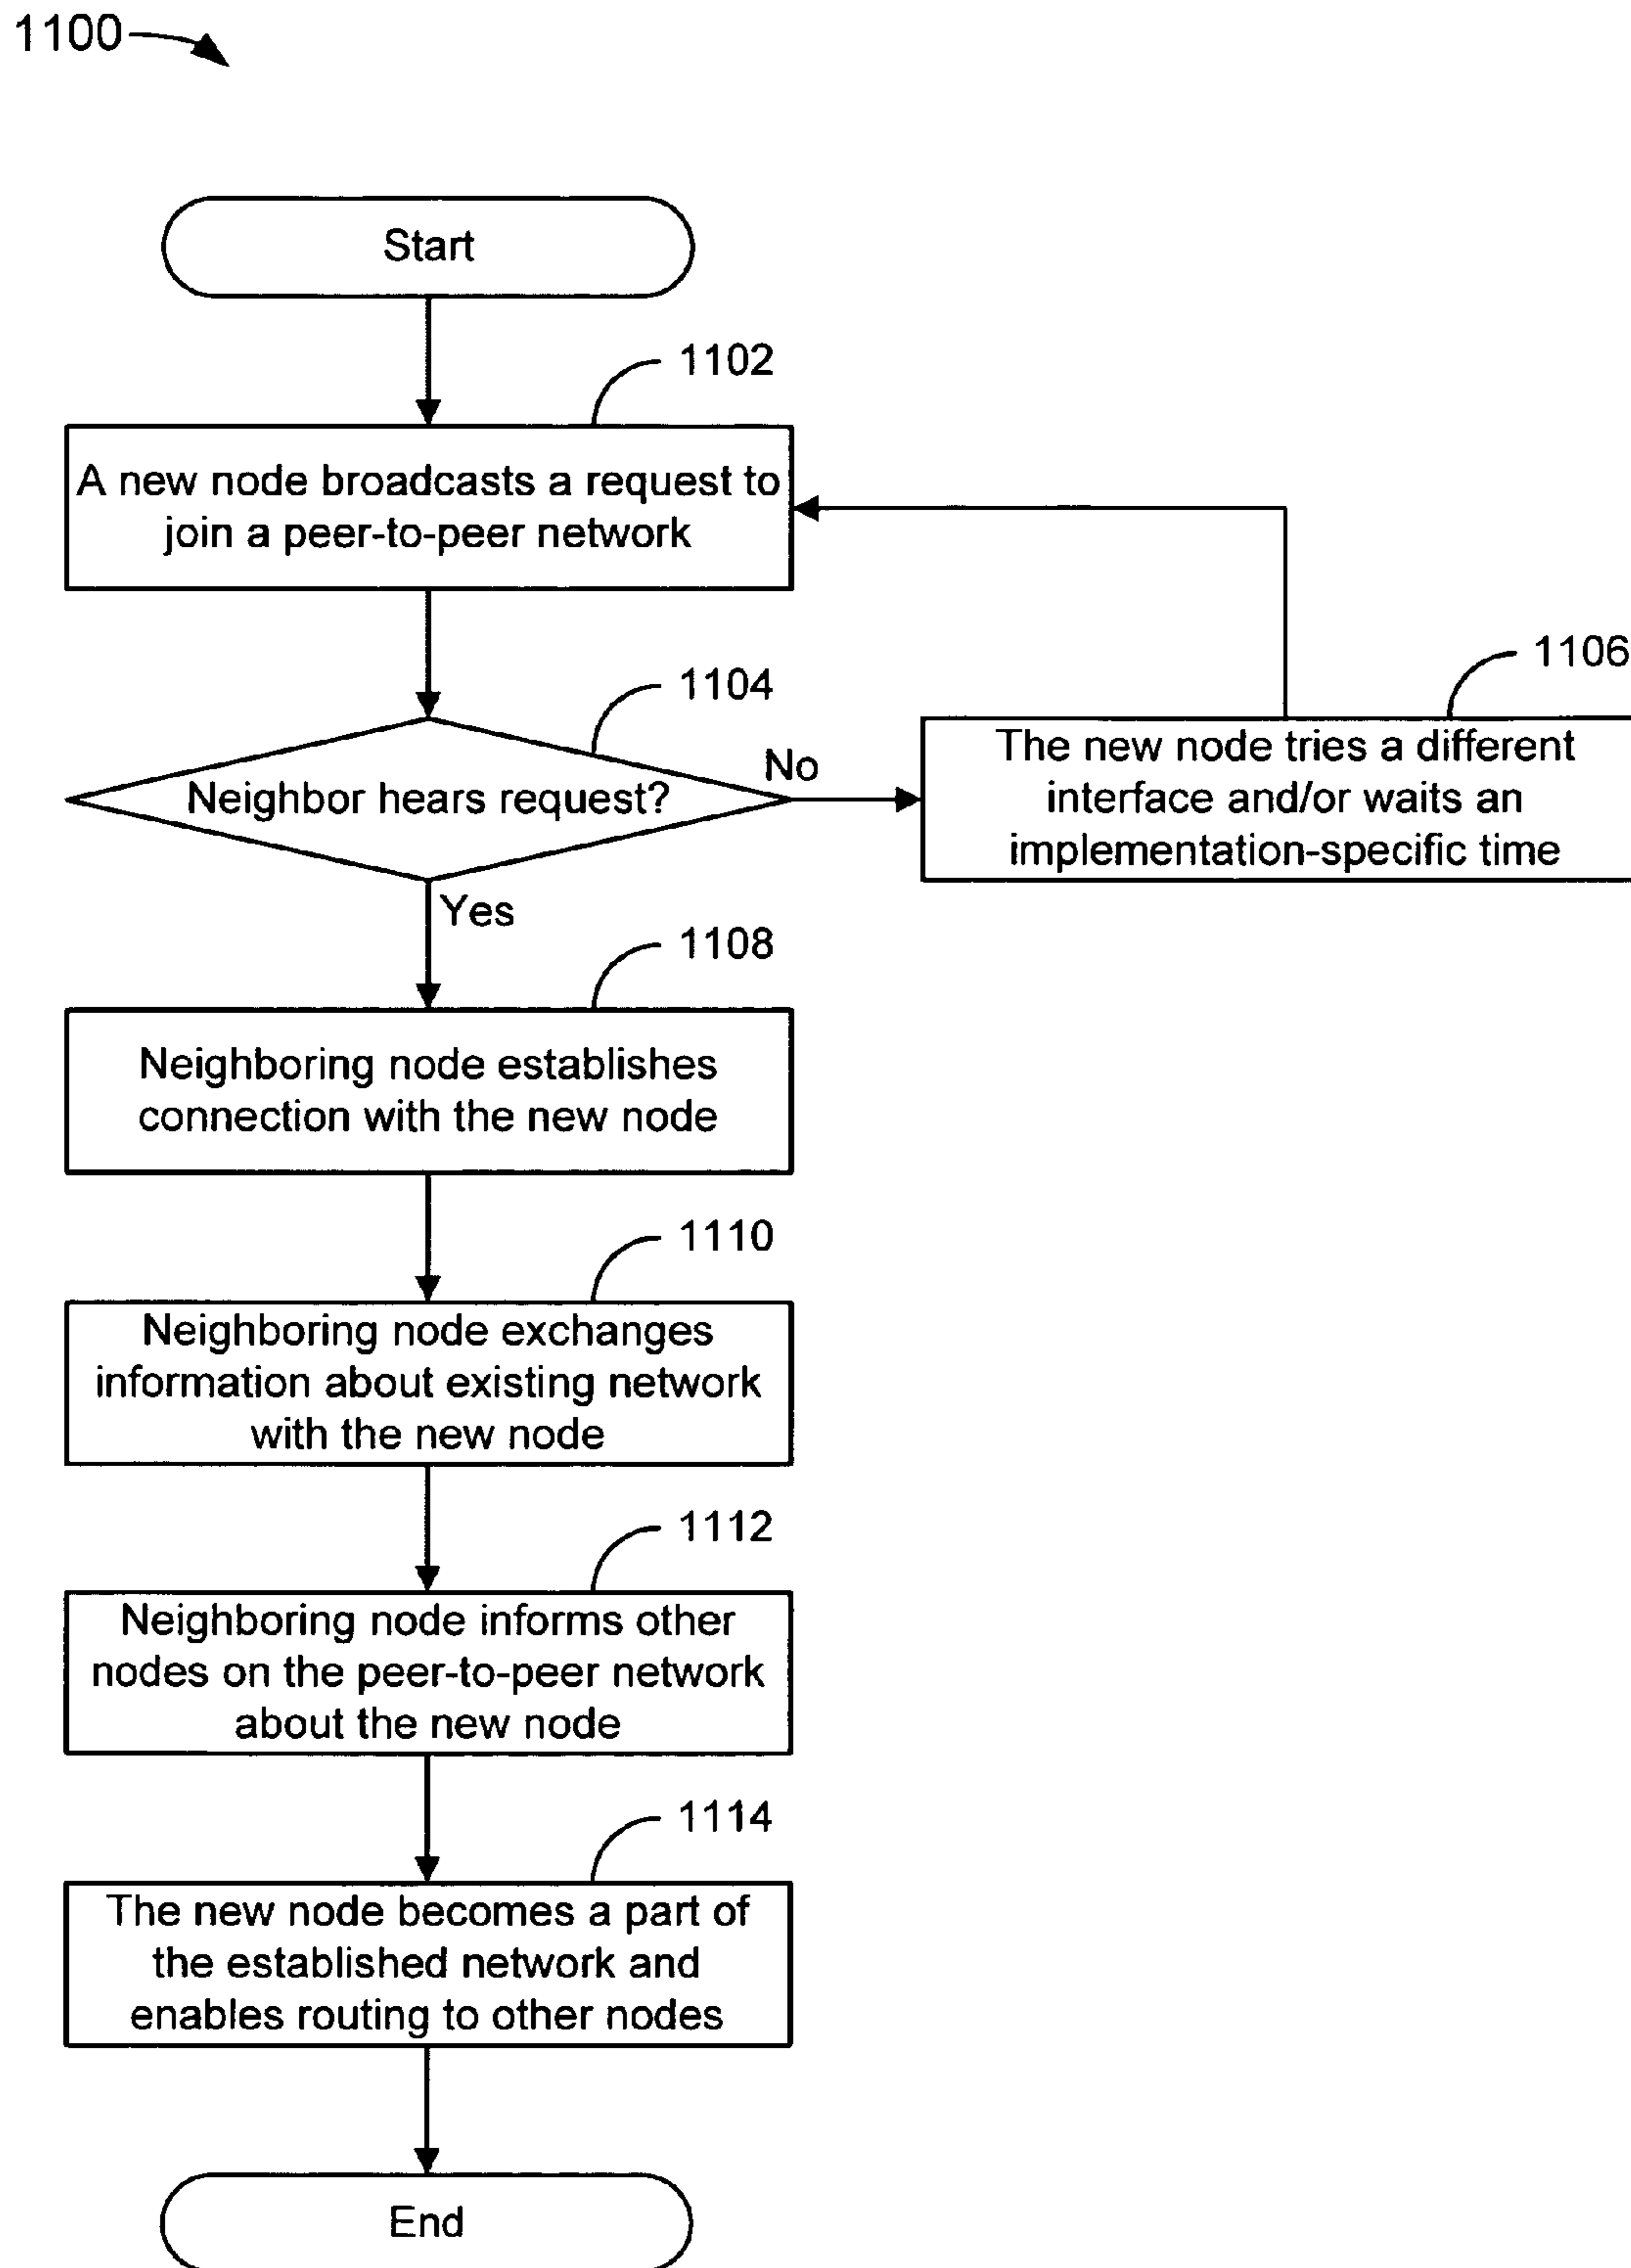 1100
Start
1102
A new node broadcasts a request to
join a peer-to-peer network
1104
Neighbor hears request?
No
1106
The new node tries a different
interface and/or waits an
implementation-specific time
Yes
1108
Neighboring node establishes
connection with the new node
1110
Neighboring node exchanges
information about existing network
with the new node
1112
Neighboring node informs other
nodes on the peer-to-peer network
about the new node
1114
The new node becomes a part of
the established network and
enables routing to other nodes
End